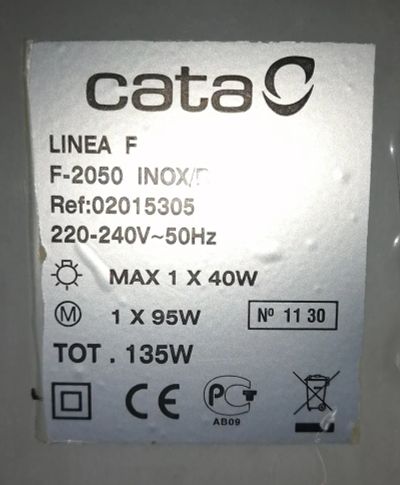 cata
LINEA F
F-2050 INOX/
Ref:02015305
220-240V~50Hz
MAX 1 X 40W
M 1 X 95W Nº 11 30
TOT . 135W
CE PCT
AB09